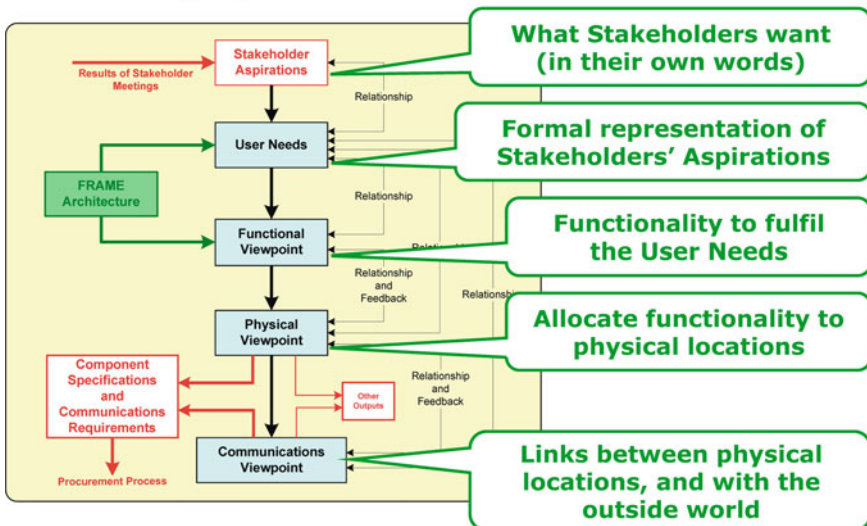 What Stakeholders want
(in their own words)
Stakeholder
Aspirations
Results of Stakeholder
Meetings
Relationship
Formal representation of
Stakeholders' Aspirations
User Needs
FRAME
Architecture
Relationship
Functionality to fulfil
the User Needs
Functional
Viewpoint
Relationship
and
Feedback
Allocate functionality to
physical locations
Physical
Viewpoint
Component
Specifications
and
Communications
Requirements
Other
Outputs
Relationship
and
Feedback
Links between physical
locations, and with the
outside world
Communications
Viewpoint
Procurement Process